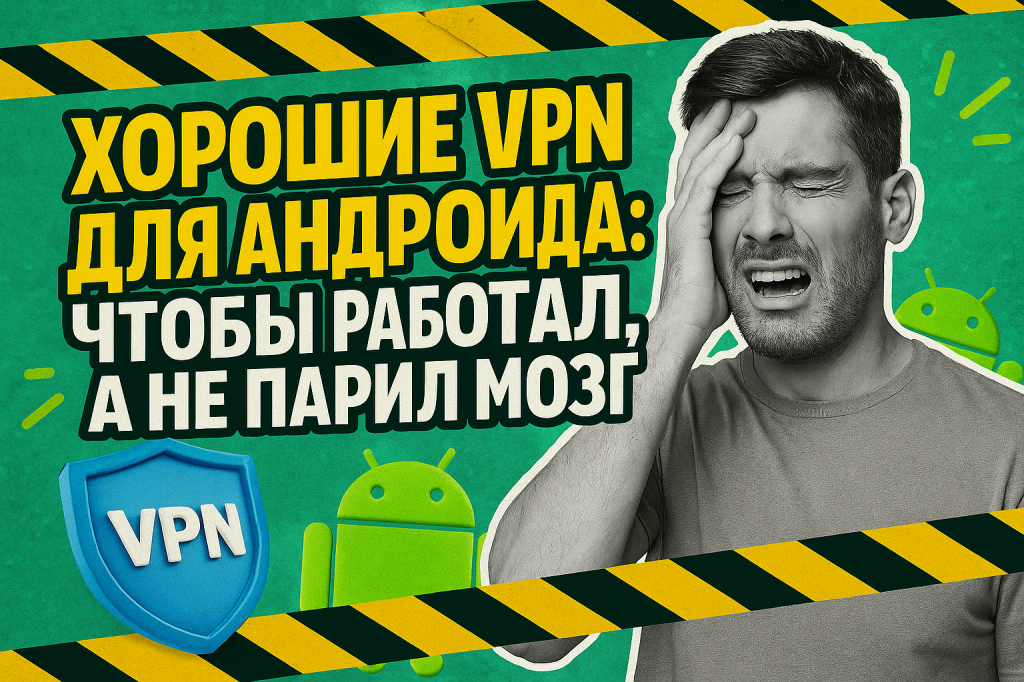 ХОРОШИЕ VPN
ДЛЯ АНДРОИДА:
ЧТОБЫ РАБОТАЛ,
А НЕ ПАРИЛ МОЗГ
VPN